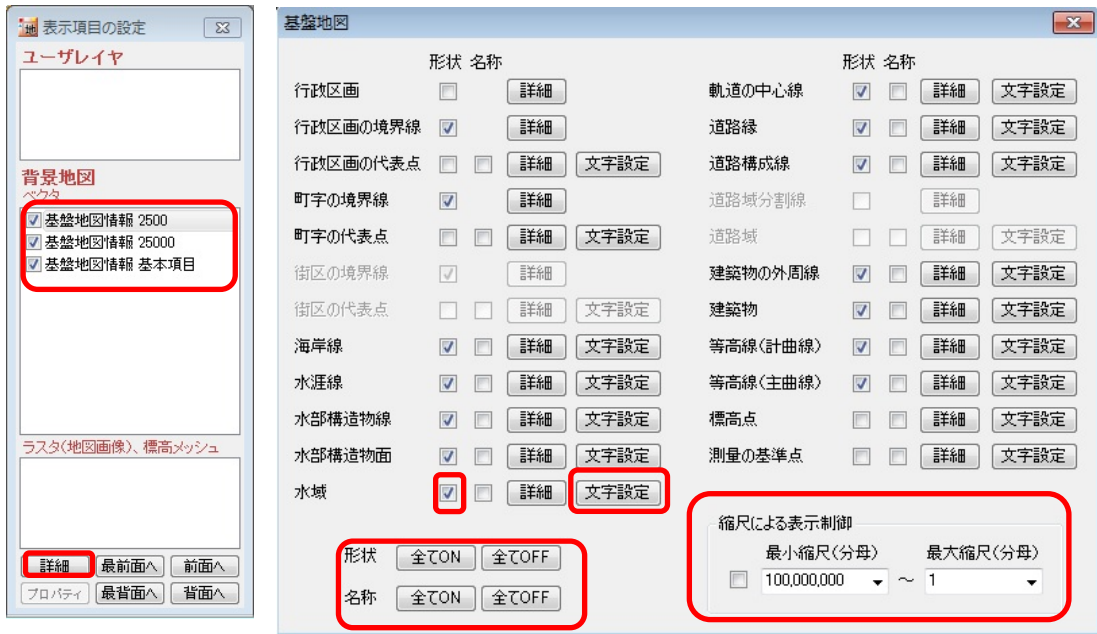 表示項目の設定
ユーザレイヤ
背景地図
ベクタ
基盤地図情報 2500
基盤地図情報 25000
基盤地図情報 基本項目
ラスタ(地図画像)、標高メッシュ
詳細 最前面へ 前面へ
プロパティ 最背面へ 背面へ
基盤地図
形状 名称
行政区画 詳細
行政区画の境界線 詳細
行政区画の代表点 詳細 文字設定
町字の境界線 詳細
町字の代表点 詳細 文字設定
街区の境界線 詳細
街区の代表点 詳細 文字設定
海岸線 詳細 文字設定
水涯線 詳細 文字設定
水部構造物線 詳細 文字設定
水部構造物面 詳細 文字設定
水域 詳細 文字設定
形状 全てON 全てOFF
名称 全てON 全てOFF
形状 名称
軌道の中心線 詳細 文字設定
道路縁 詳細 文字設定
道路構成線 詳細 文字設定
道路域分割線 詳細
道路域 詳細 文字設定
建築物の外周線 詳細 文字設定
建築物 詳細 文字設定
等高線(計曲線) 詳細 文字設定
等高線(主曲線) 詳細 文字設定
標高点 詳細 文字設定
測量の基準点 詳細 文字設定
縮尺による表示制御
最小縮尺(分母) 最大縮尺(分母)
100,000,000 ～ 1